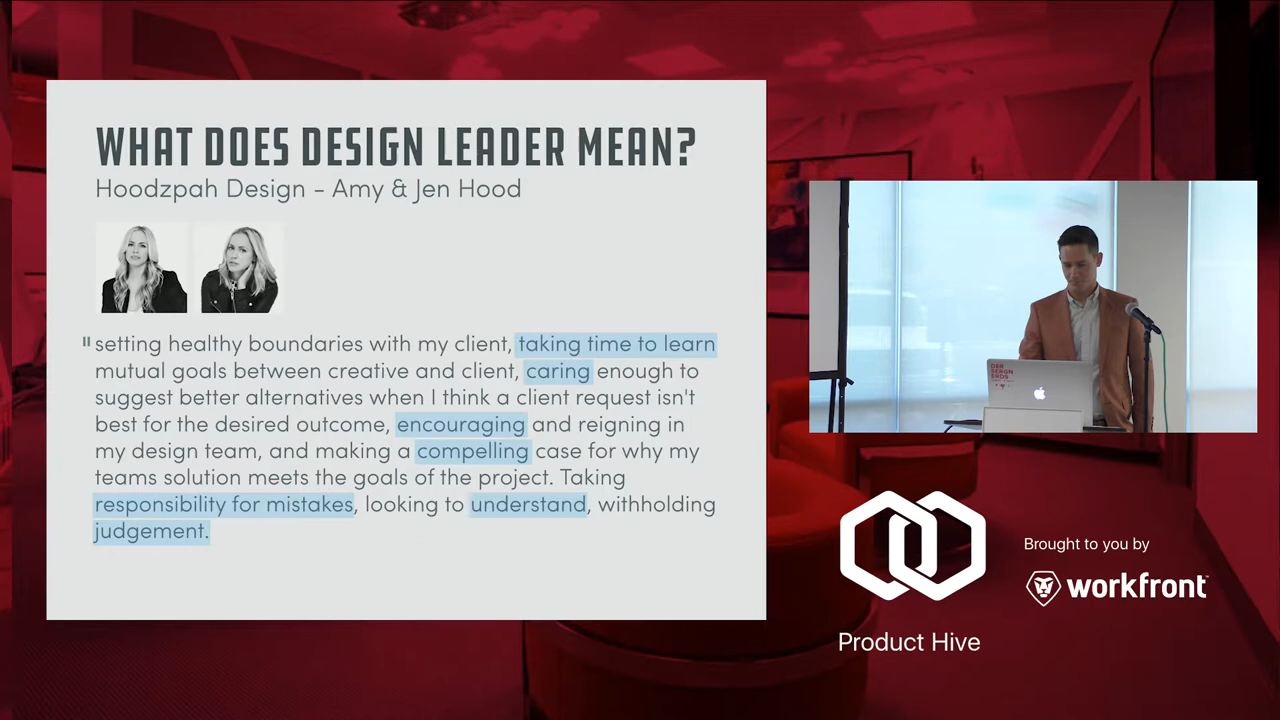 WHAT DOES DESIGN LEADER MEAN?
Hoodzpah Design - Amy & Jen Hood
"setting healthy boundaries with my client, taking time to learn
mutual goals between creative and client, caring enough to
suggest better alternatives when I think a client request isn't
best for the desired outcome, encouraging and reigning in
my design team, and making a compelling case for why my
teams solution meets the goals of the project. Taking
responsibility for mistakes, looking to understand, withholding
judgement.
Brought to you by
workfront
Product Hive